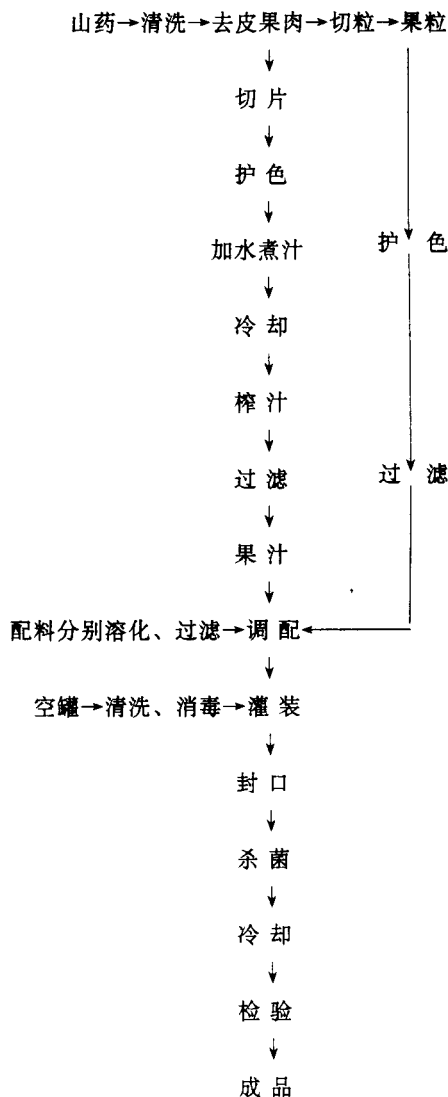 山药→清洗→去皮果肉→切粒→果粒
↓
切片
↓
护色
↓
加水煮汁 护色
↓
冷却
↓
榨汁
↓
过滤 过滤
↓
果汁
↓
配料分别溶化、过滤→调配←
↓
空罐→清洗、消毒→灌装
↓
封口
↓
杀菌
↓
冷却
↓
检验
↓
成品